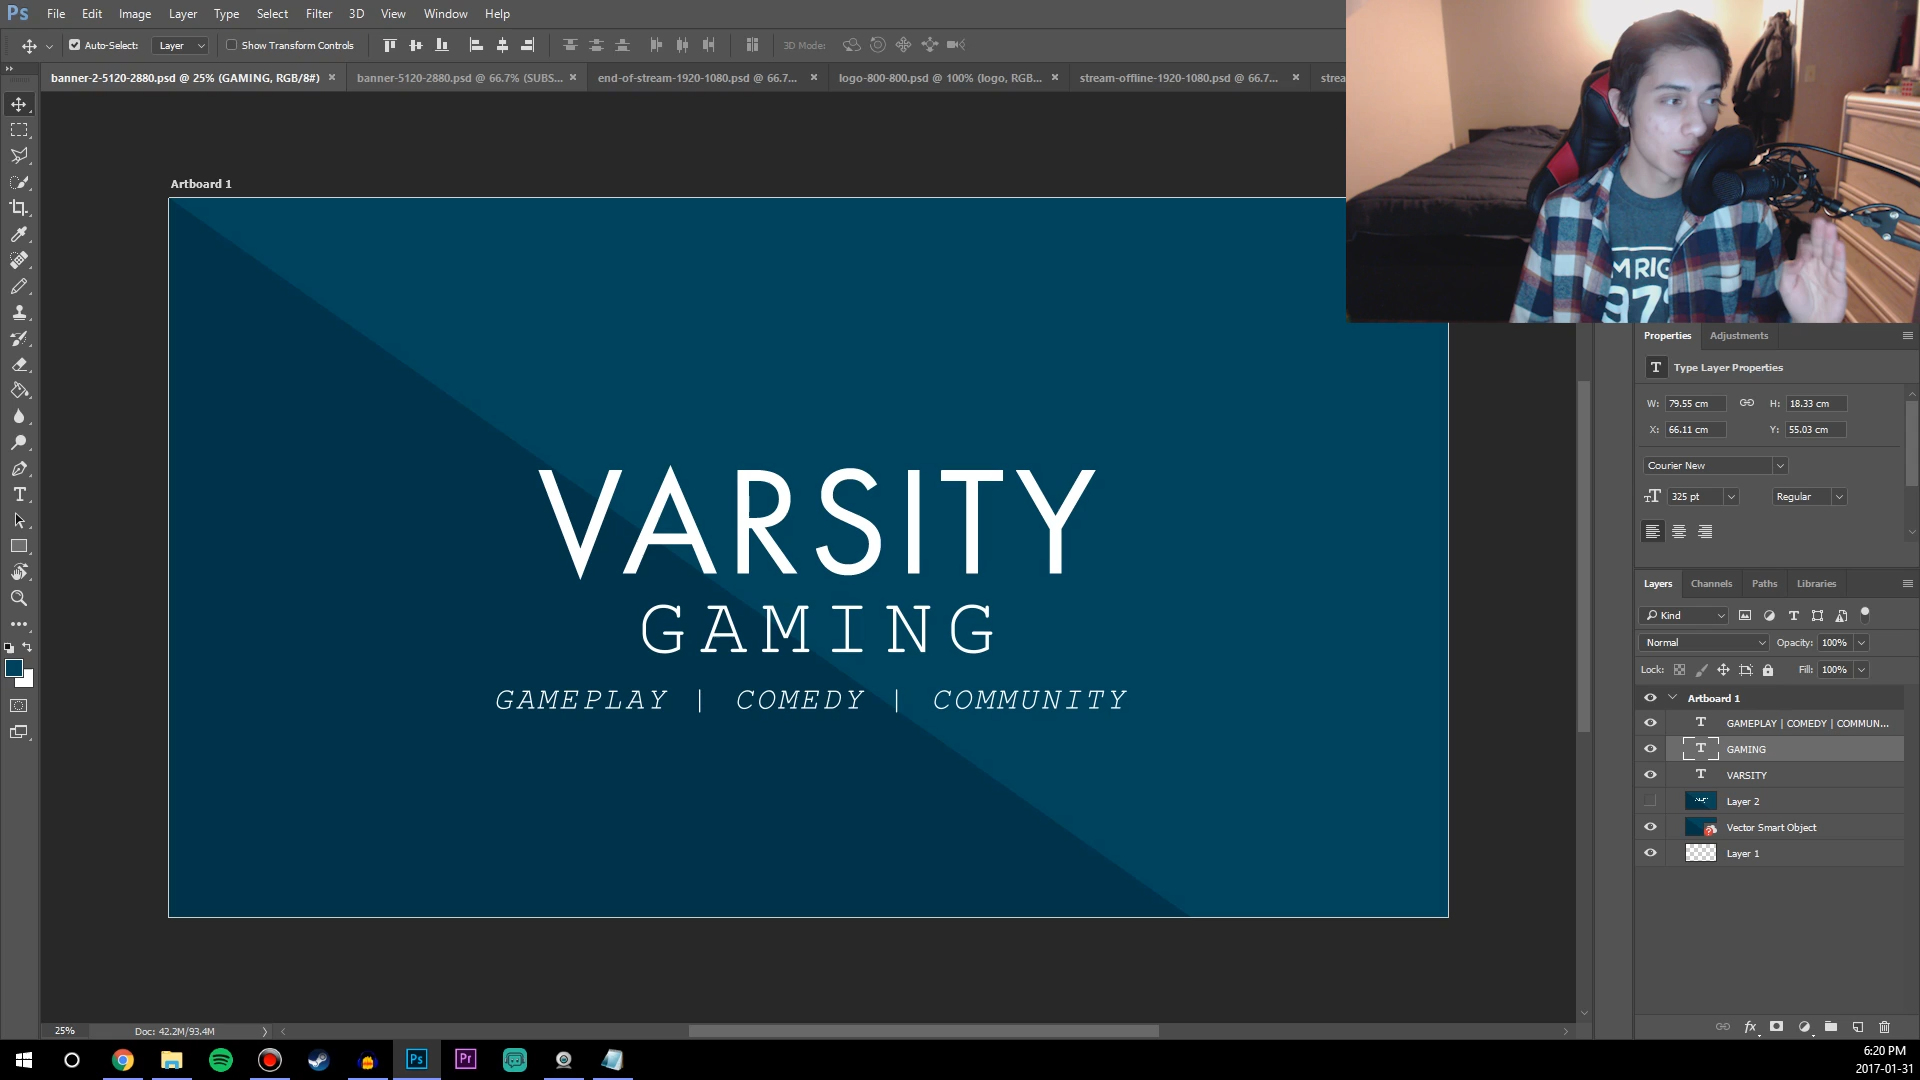 Ps File Edit Image Layer Type Select Filter 3D View Window Help
Auto-Select: Layer Show Transform Controls 3D Mode:
banner-2-5120-2880.psd @ 25% (GAMING, RGB/8#) × banner-5120-2880.psd @ 66.7% (SUBS... × end-of-stream-1920-1080.psd @ 66.7... × logo-800-800.psd @ 100% (logo, RGB... × stream-offline-1920-1080.psd @ 66.7... × strea
Artboard 1
VARSITY
GAMING
GAMEPLAY | COMEDY | COMMUNITY
M RIG
97
Properties Adjustments
T Type Layer Properties
W: 79.55 cm H: 18.33 cm
X: 66.11 cm Y: 55.03 cm
Courier New
325 pt Regular
Layers Channels Paths Libraries
Kind
Normal Opacity: 100%
Lock: Fill: 100%
Artboard 1
T GAMEPLAY | COMEDY | COMMUN...
T GAMING
T VARSITY
Layer 2
Vector Smart Object
Layer 1
fx
25% Doc: 42.2M/93.4M
Ps Pr
6:20 PM
2017-01-31